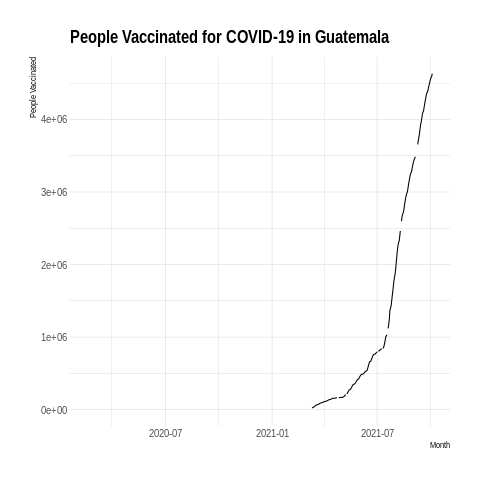 People Vaccinated for COVID-19 in Guatemala
People Vaccinated
4e+06
3e+06
2e+06
1e+06
0e+00
2020-07
2021-01
2021-07
Month